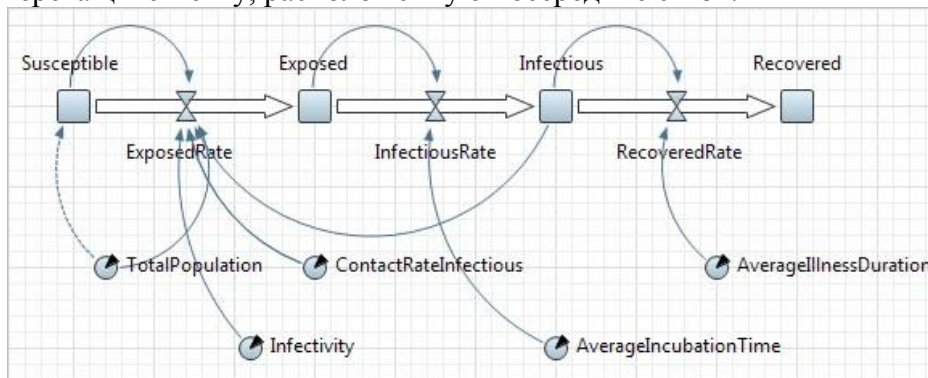 Susceptible Exposed Infectious Recovered
ExposedRate InfectiousRate RecoveredRate
TotalPopulation ContactRateInfectious AverageIllnessDuration
Infectivity AverageIncubationTime